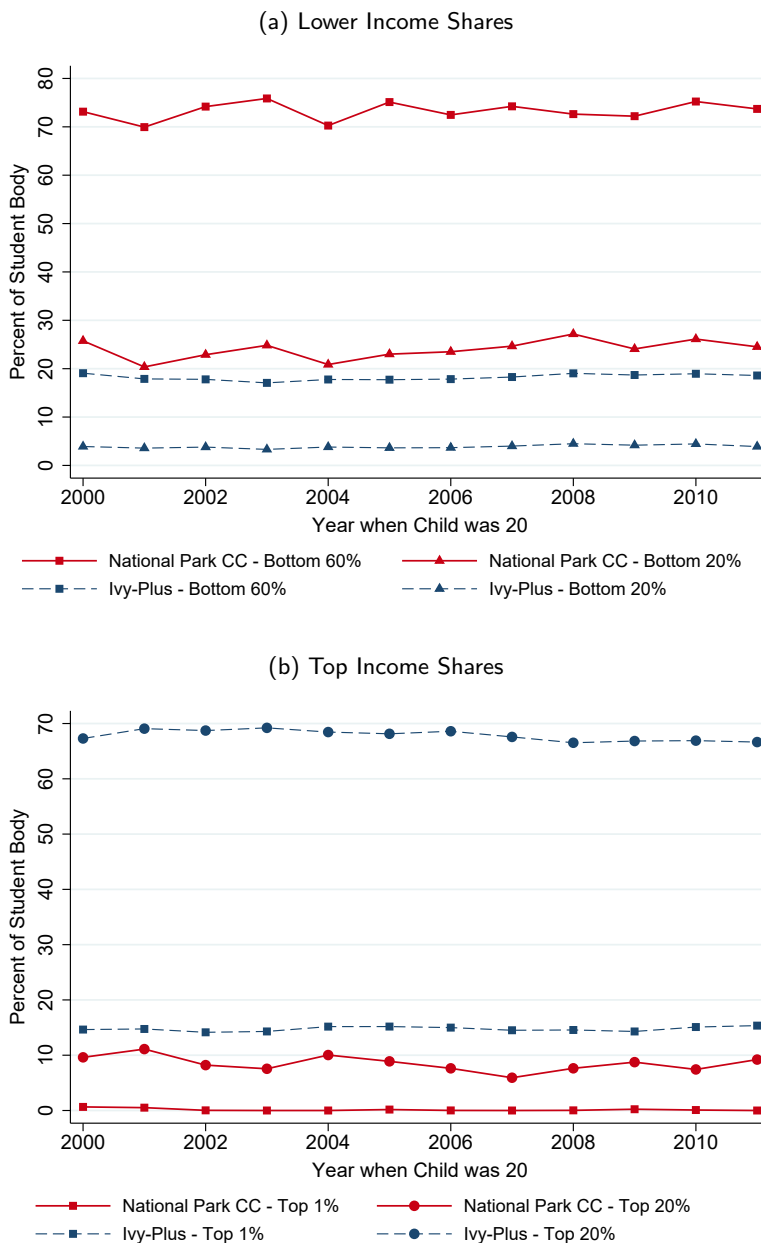 (a) Lower Income Shares
80
70
60
50
40
30
20
10
0
Percent of Student Body
2000 2002 2004 2006 2008 2010
Year when Child was 20
National Park CC - Bottom 60% National Park CC - Bottom 20%
Ivy-Plus - Bottom 60% Ivy-Plus - Bottom 20%
(b) Top Income Shares
70
60
50
40
30
20
10
0
Percent of Student Body
2000 2002 2004 2006 2008 2010
Year when Child was 20
National Park CC - Top 1% National Park CC - Top 20%
Ivy-Plus - Top 1% Ivy-Plus - Top 20%